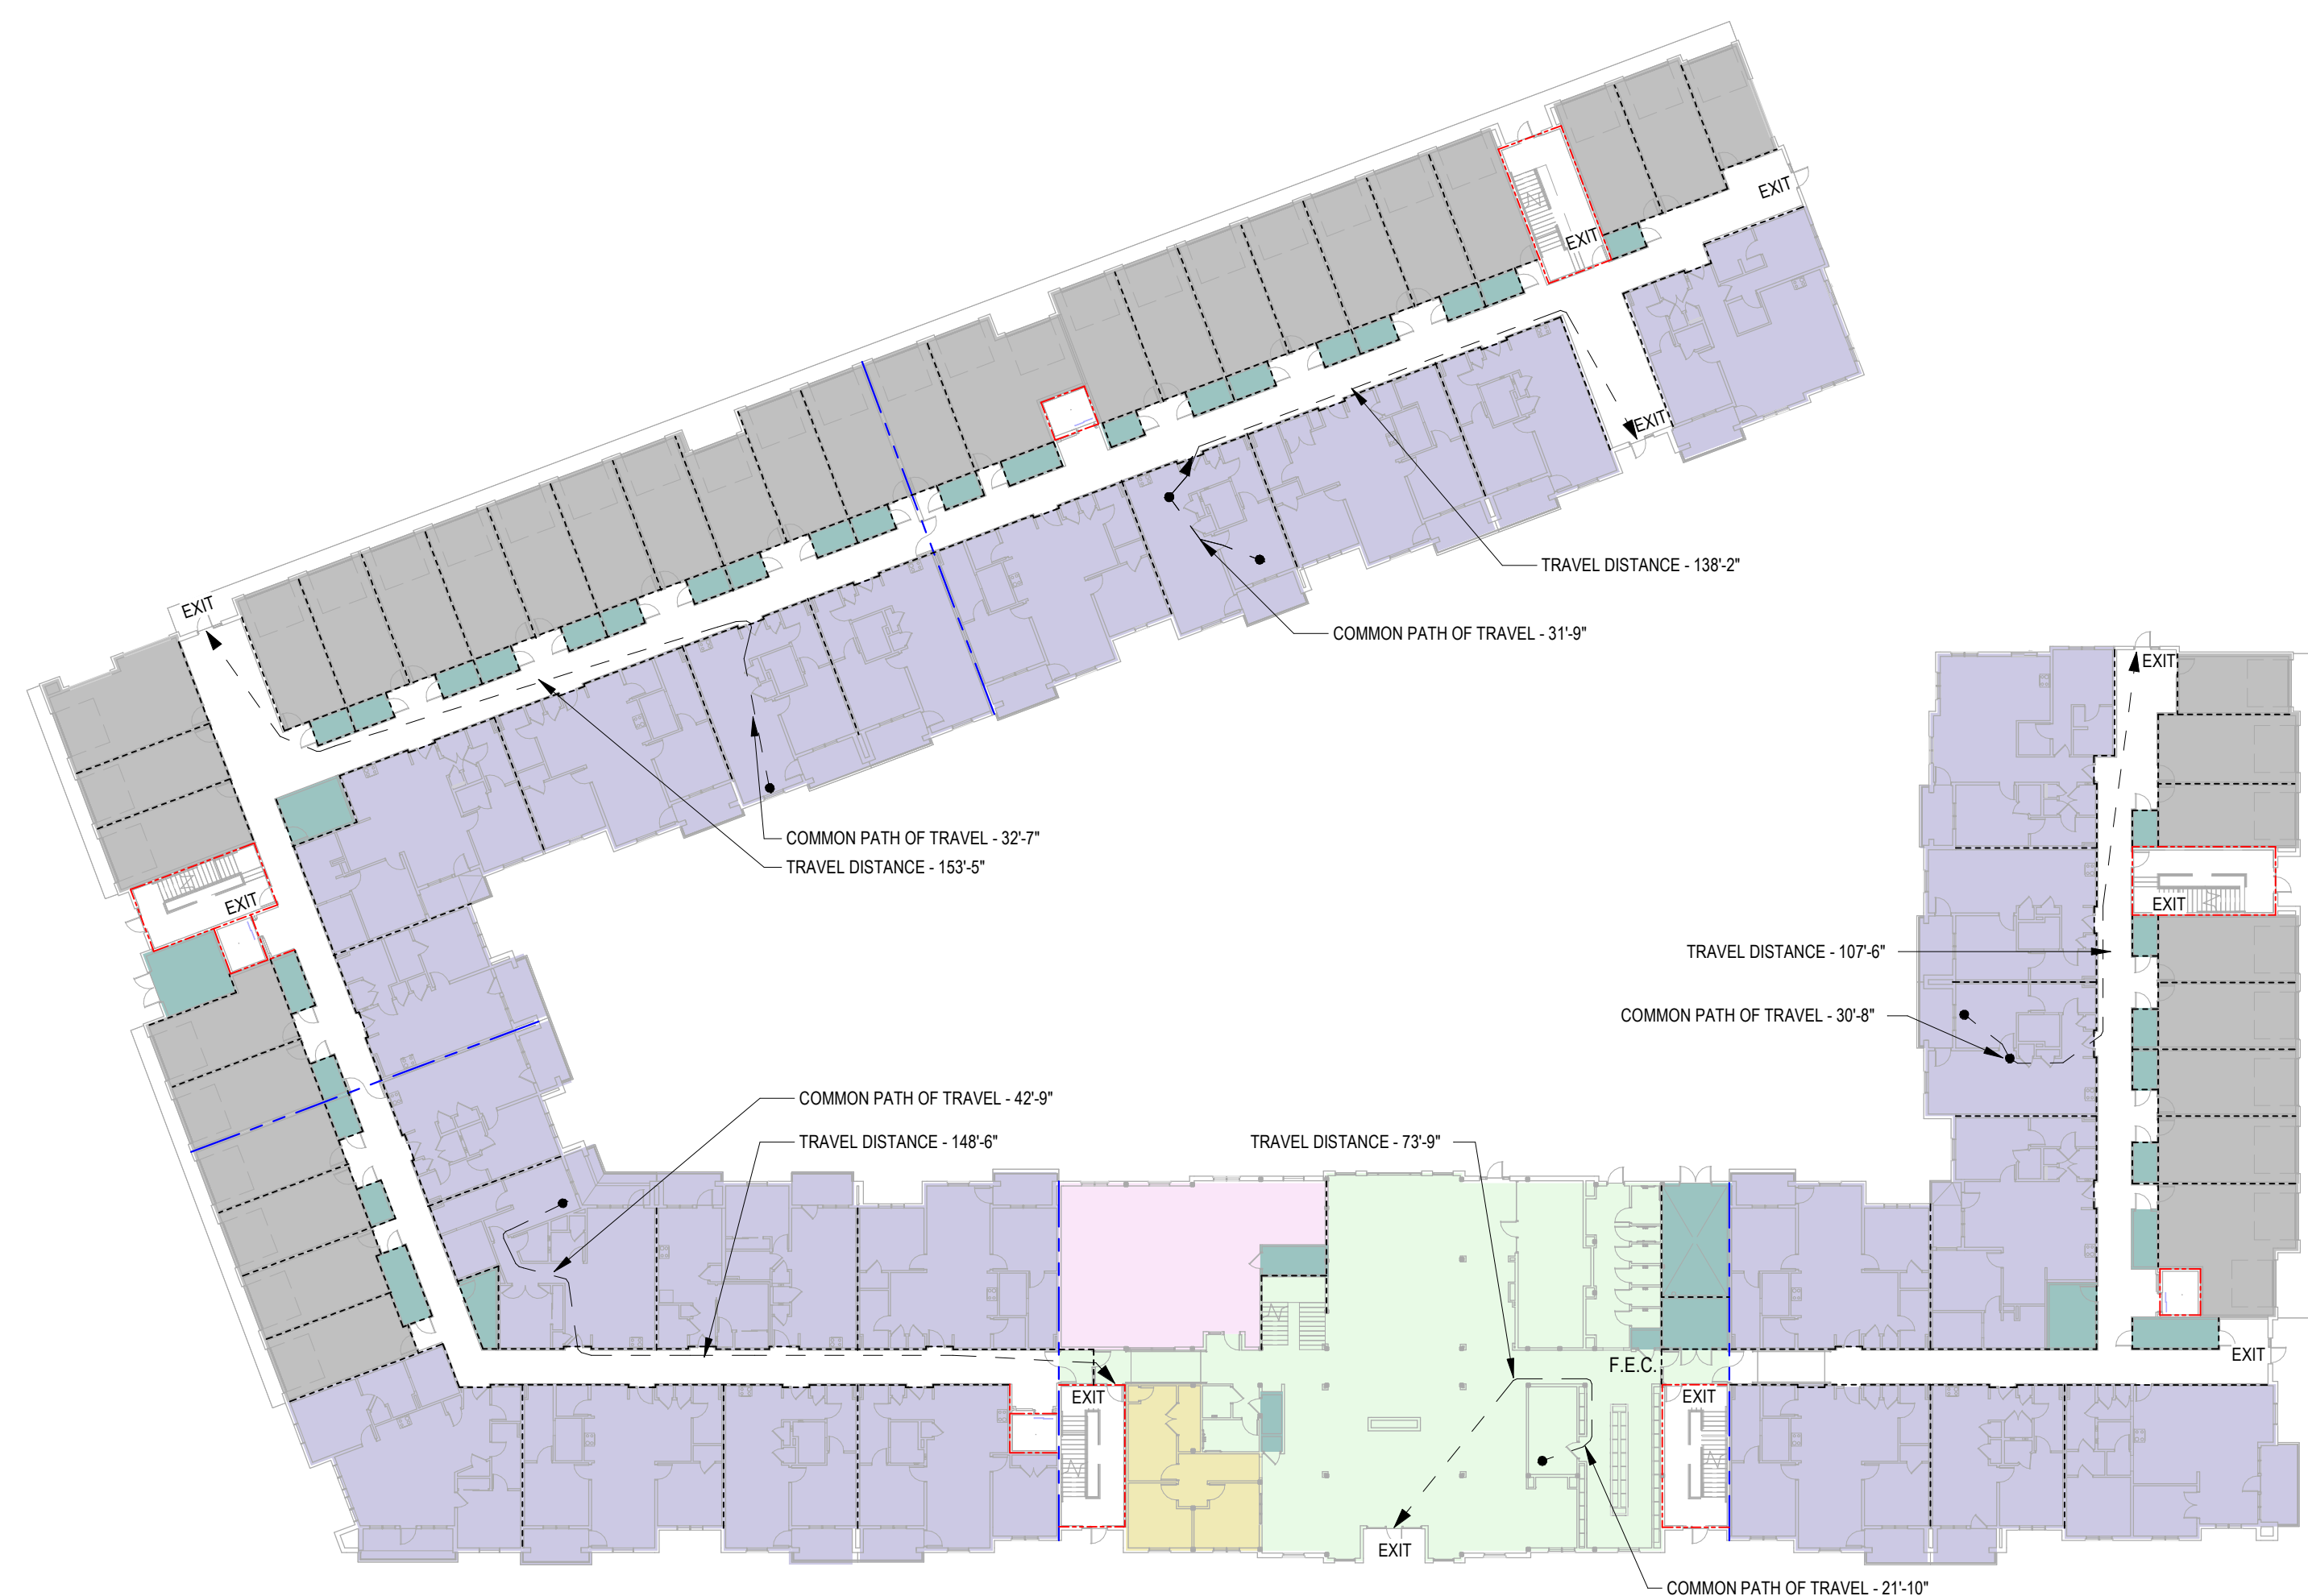 EXIT
EXIT
EXIT
EXIT
TRAVEL DISTANCE - 138'-2"
EXIT
COMMON PATH OF TRAVEL - 31'-9"
EXIT
COMMON PATH OF TRAVEL - 32'-7"
TRAVEL DISTANCE - 153'-5"
EXIT
EXIT
TRAVEL DISTANCE - 107'-6"
COMMON PATH OF TRAVEL - 30'-8"
COMMON PATH OF TRAVEL - 42'-9"
TRAVEL DISTANCE - 148'-6"
TRAVEL DISTANCE - 73'-9"
EXIT
F.E.C.
EXIT
EXIT
EXIT
COMMON PATH OF TRAVEL - 21'-10"